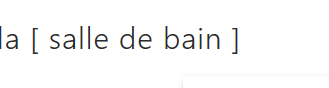 la [ salle de bain ]